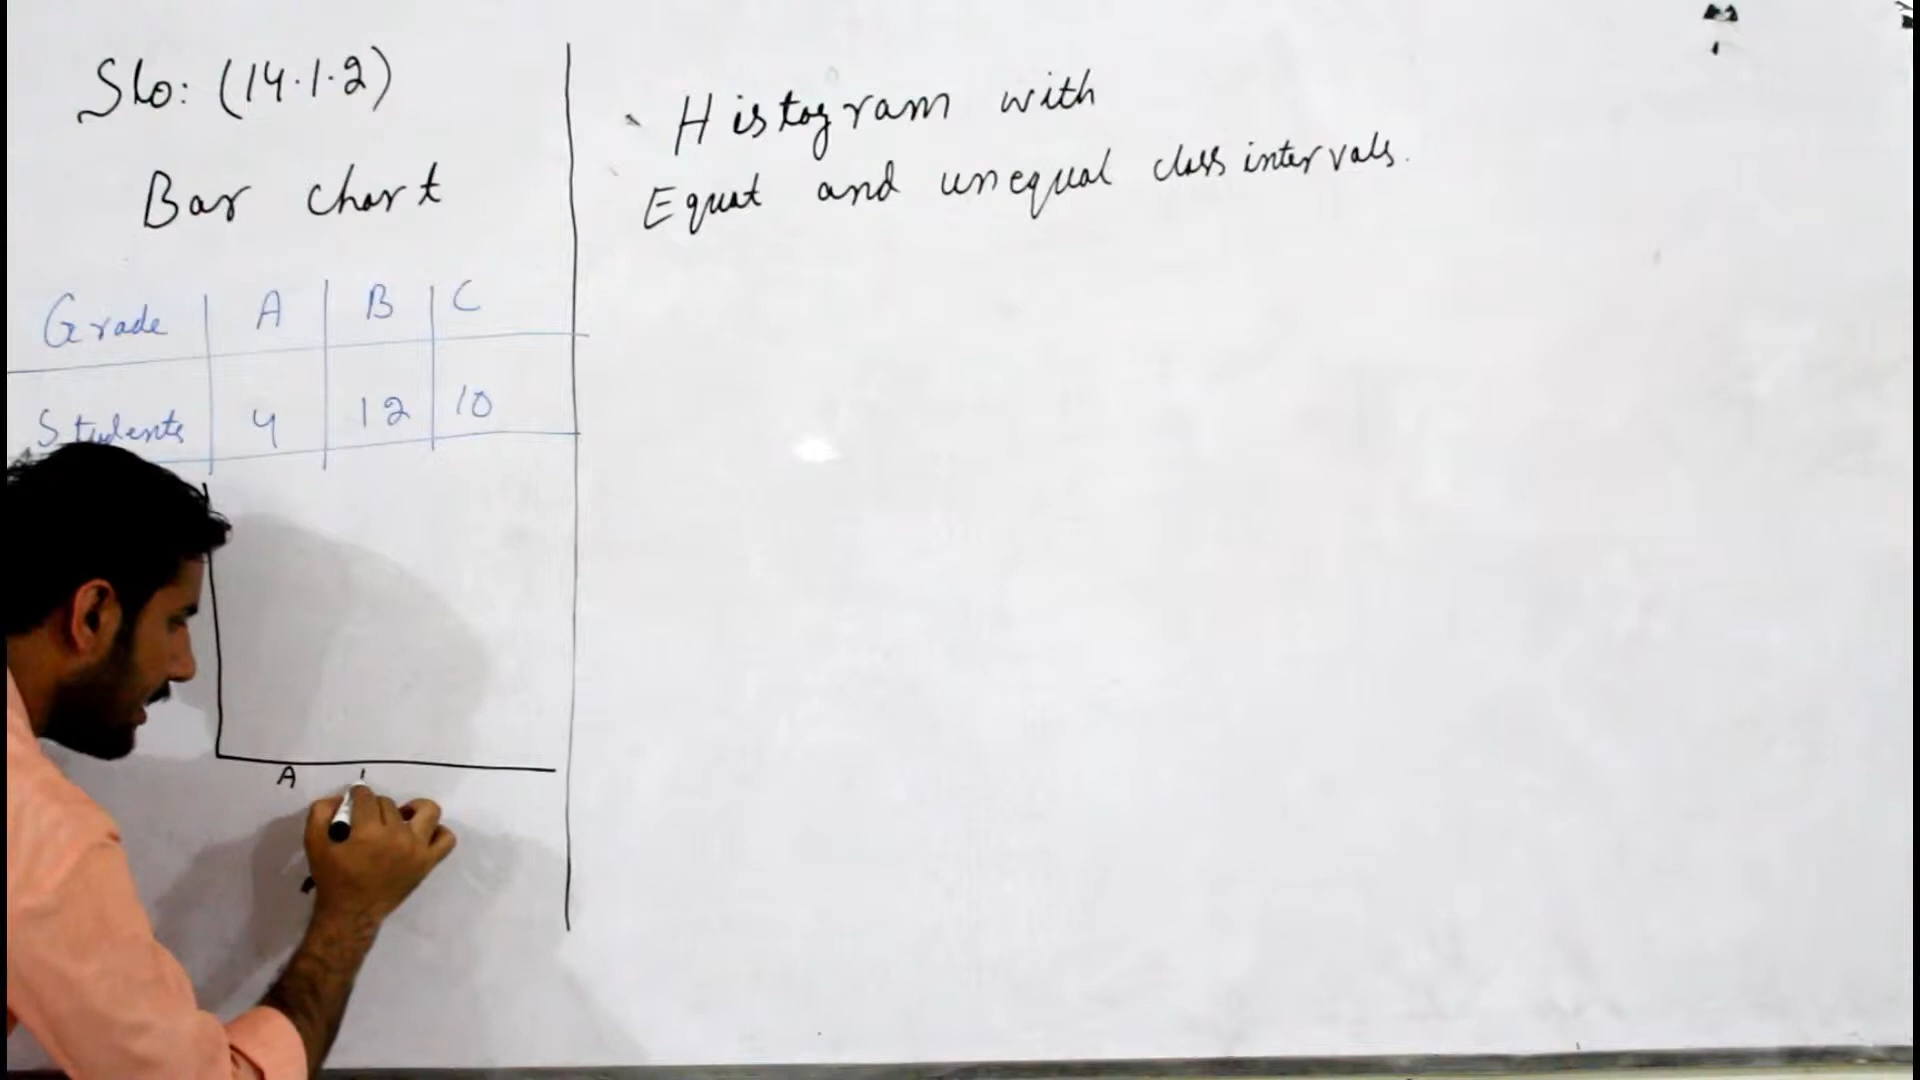 Slo: (14.1.2)
Bar chart
Grade A B C
Students 4 12 10
A
Histogram with
Equal and unequal class intervals.